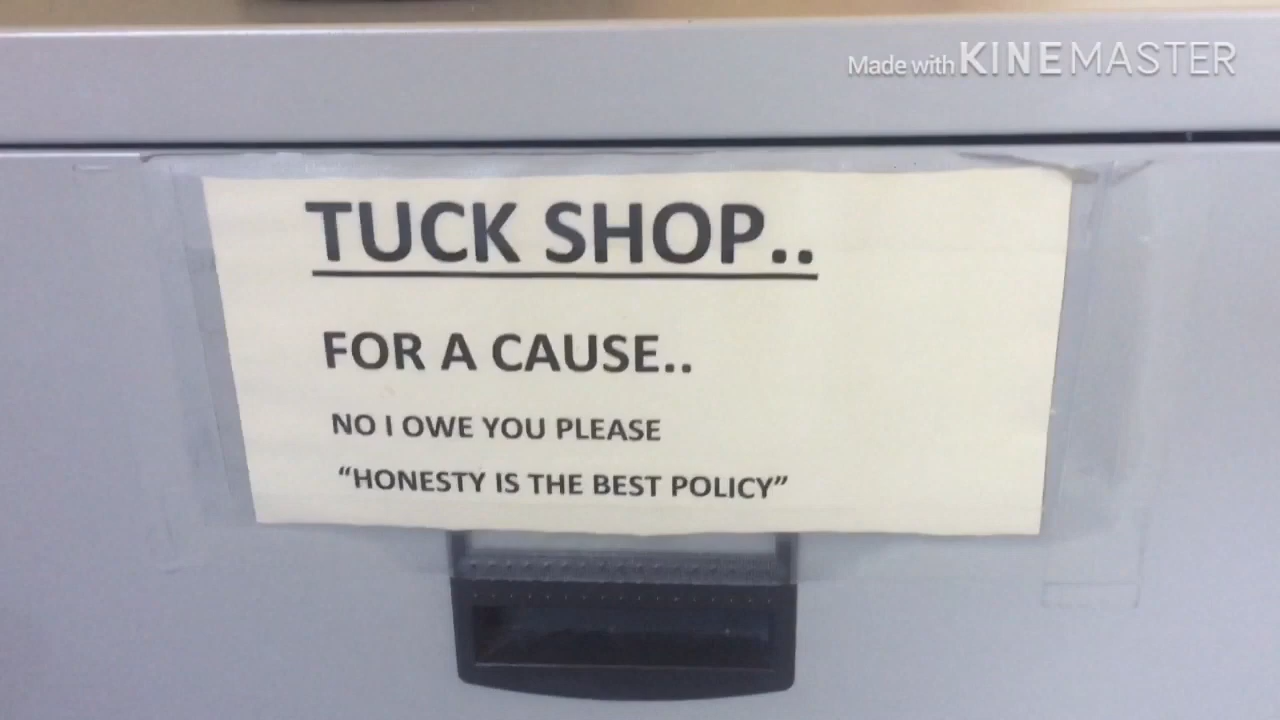 Made with KINEMASTER
TUCK SHOP..
FOR A CAUSE..
NO I OWE YOU PLEASE
“HONESTY IS THE BEST POLICY”